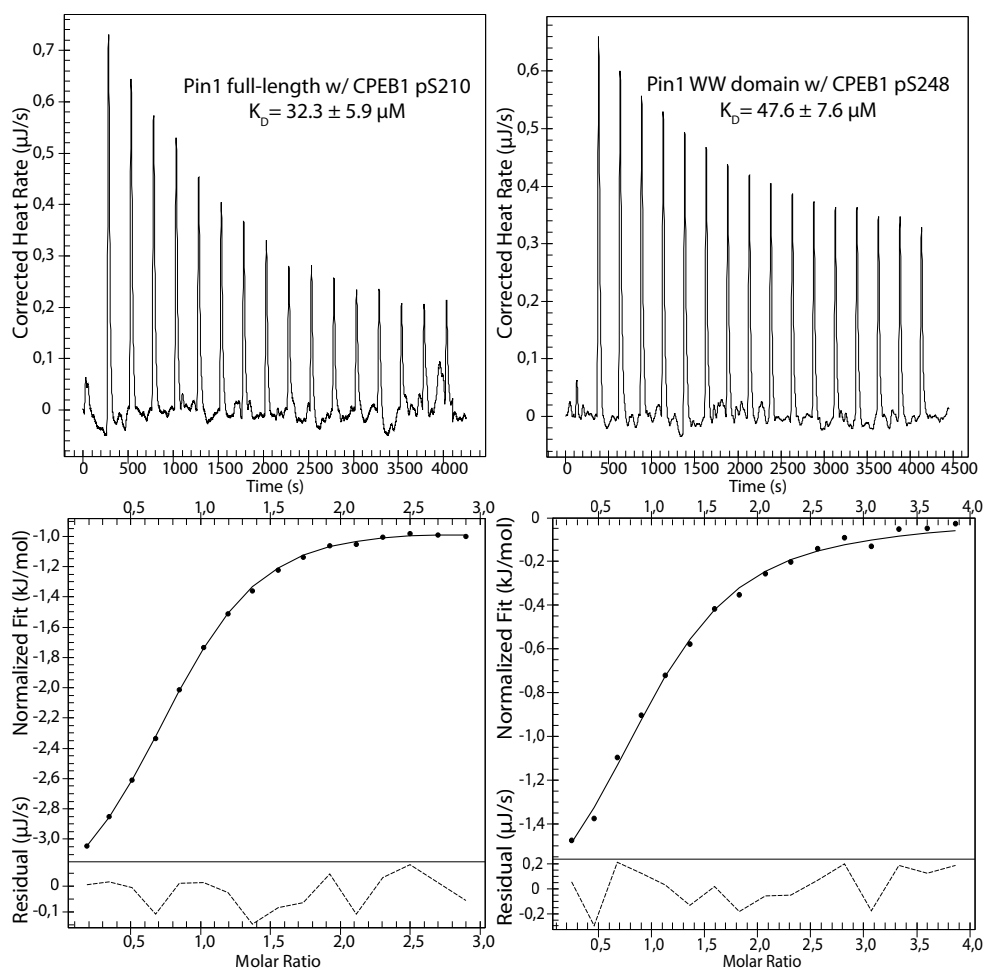 Pin1 full-length w/ CPEB1 pS210
K_D= 32.3 ± 5.9 μM
Corrected Heat Rate (μJ/s)
0,7
0,6
0,5
0,4
0,3
0,2
0,1
0
0 500 1000 1500 2000 2500 3000 3500 4000
Time (s)
Pin1 WW domain w/ CPEB1 pS248
K_D= 47.6 ± 7.6 μM
Corrected Heat Rate (μJ/s)
0,6
0,5
0,4
0,3
0,2
0,1
0
0 500 1000 1500 2000 2500 3000 3500 4000 4500
Time (s)
0,5 1,0 1,5 2,0 2,5 3,0
Normalized Fit (kJ/mol)
-1,0
-1,2
-1,4
-1,6
-1,8
-2,0
-2,2
-2,4
-2,6
-2,8
-3,0
Residual (μJ/s)
0
-0,1
0,5 1,0 1,5 2,0 2,5 3,0
Molar Ratio
0,5 1,0 1,5 2,0 2,5 3,0 3,5 4,0
Normalized Fit (kJ/mol)
0
-0,2
-0,4
-0,6
-0,8
-1,0
-1,2
-1,4
Residual (μJ/s)
0,2
0
-0,2
0,5 1,0 1,5 2,0 2,5 3,0 3,5 4,0
Molar Ratio